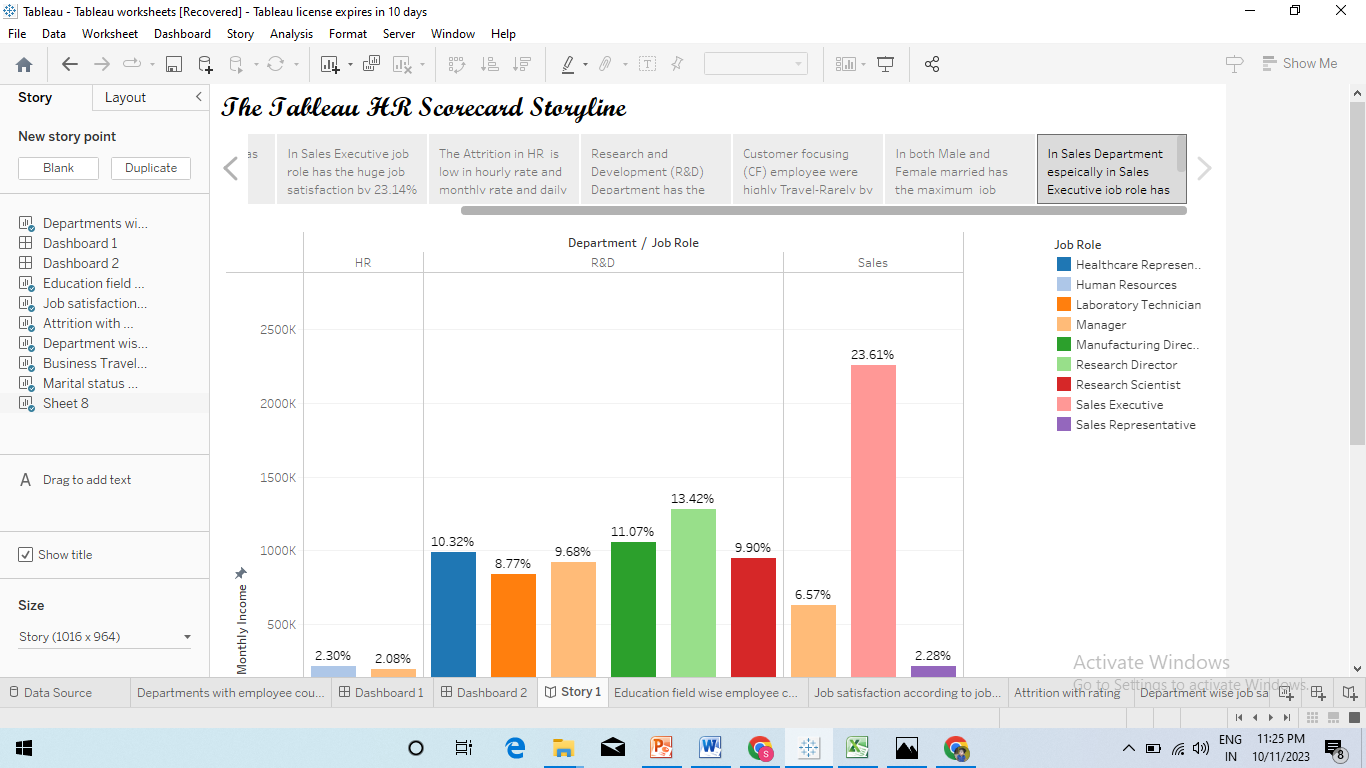 Tableau - Tableau worksheets [Recovered] - Tableau license expires in 10 days
File Data Worksheet Dashboard Story Analysis Format Server Window Help
Show Me
Story Layout
New story point
Blank Duplicate
Departments wi...
Dashboard 1
Dashboard 2
Education field ...
Job satisfaction...
Attrition with ...
Department wis...
Business Travel...
Marital status ...
Sheet 8
A Drag to add text
Show title
Size
Story (1016 x 964)
The Tableau HR Scorecard Storyline
as
In Sales Executive job
role has the huge job
satisfaction by 23.14%
The Attrition in HR is
low in hourly rate and
monthly rate and daily
Research and
Development (R&D)
Department has the
Customer focusing
(CF) employee were
highly Travel-Rarely by
In both Male and
Female married has
the maximum job
In Sales Department
espeically in Sales
Executive job role has
Department / Job Role
HR R&D Sales
2500K
2000K
1500K
1000K
500K
Monthly Income
2.30%
2.08%
10.32%
8.77%
9.68%
11.07%
13.42%
9.90%
6.57%
23.61%
2.28%
Job Role
Healthcare Represen..
Human Resources
Laboratory Technician
Manager
Manufacturing Direc..
Research Director
Research Scientist
Sales Executive
Sales Representative
Activate Windows
Go to Settings to activate Windows.
Data Source Departments with employee cou... Dashboard 1 Dashboard 2 Story 1 Education field wise employee c... Job satisfaction according to job... Attrition with rating Department wise job sa
ENG
IN
11:25 PM
10/11/2023
8